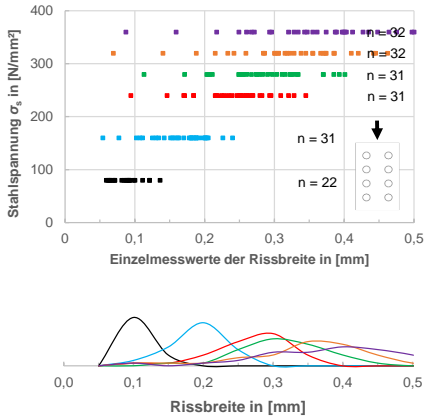 Stahlspannung σs in [N/mm²]
400
n = 32
n = 32
300
n = 31
n = 31
200
n = 31
100
n = 22
0
0 0,1 0,2 0,3 0,4 0,5
Einzelmesswerte der Rissbreite in [mm]
0,0 0,1 0,2 0,3 0,4 0,5
Rissbreite in [mm]